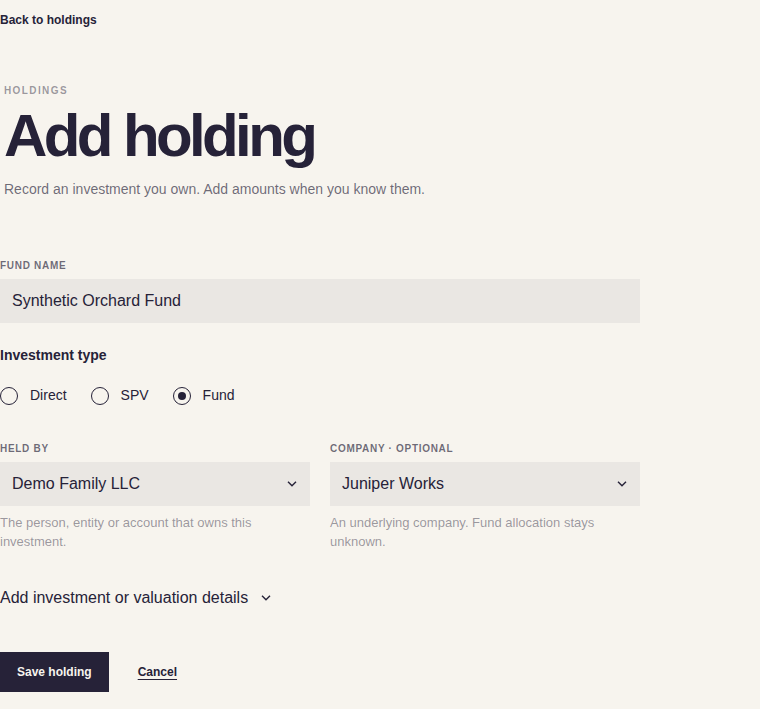 Back to holdings
HOLDINGS
Add holding
Record an investment you own. Add amounts when you know them.
FUND NAME
Synthetic Orchard Fund
Investment type
Direct SPV Fund
HELD BY COMPANY · OPTIONAL
Demo Family LLC Juniper Works
The person, entity or account that owns this
investment.
An underlying company. Fund allocation stays
unknown.
Add investment or valuation details
Save holding Cancel